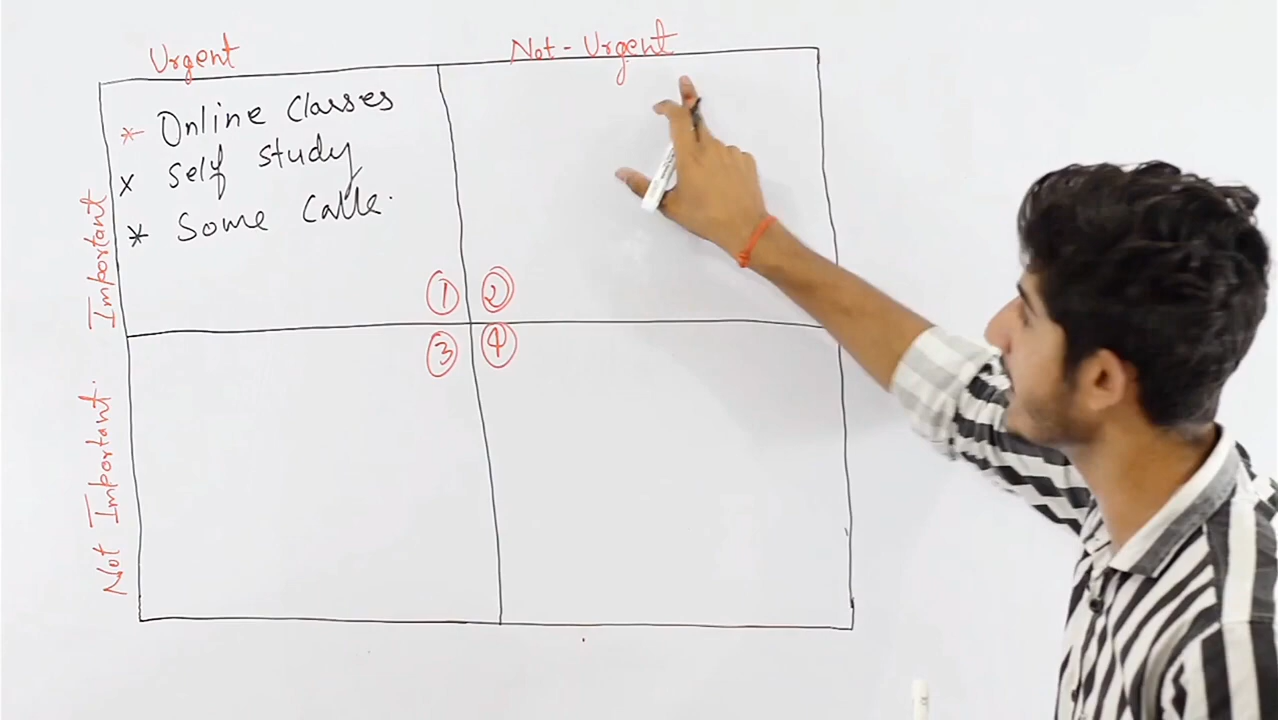 Urgent
Not-Urgent
Important
* Online Classes
x Self study
* Some Calls.
① ②
③ ④
Not Important.